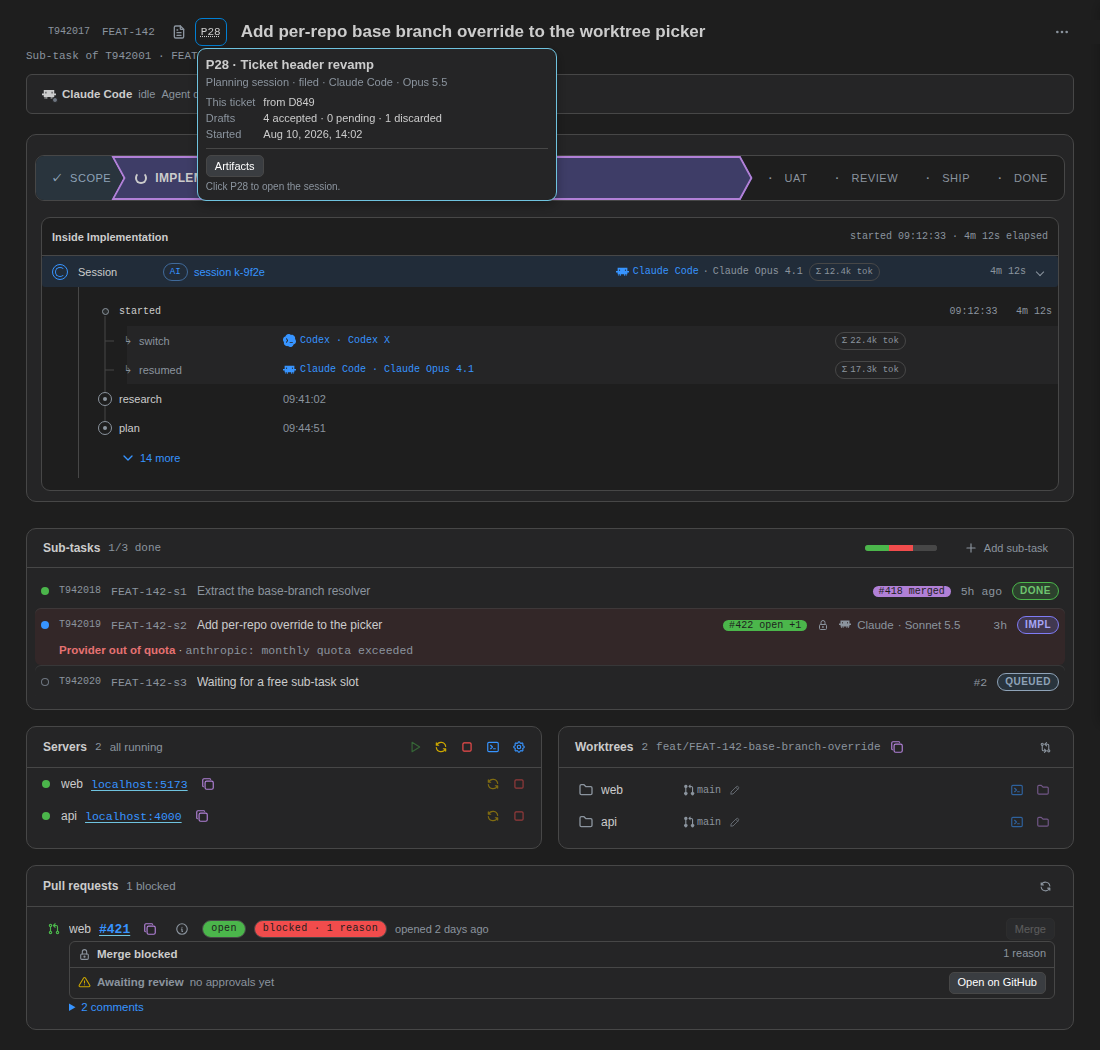 T942017 FEAT-142 P28 Add per-repo base branch override to the worktree picker
Sub-task of T942001 · FEAT
P28 · Ticket header revamp
Planning session · filed · Claude Code · Opus 5.5
This ticket from D849
Drafts 4 accepted · 0 pending · 1 discarded
Started Aug 10, 2026, 14:02
Artifacts
Click P28 to open the session.
Claude Code idle Agent
SCOPE IMPLEM UAT REVIEW SHIP DONE
Inside Implementation started 09:12:33 · 4m 12s elapsed
Session AI session k-9f2e Claude Code · Claude Opus 4.1 Σ 12.4k tok 4m 12s
started 09:12:33 4m 12s
↳ switch Codex · Codex X Σ 22.4k tok
↳ resumed Claude Code · Claude Opus 4.1 Σ 17.3k tok
research 09:41:02
plan 09:44:51
14 more
Sub-tasks 1/3 done Add sub-task
T942018 FEAT-142-s1 Extract the base-branch resolver #418 merged 5h ago DONE
T942019 FEAT-142-s2 Add per-repo override to the picker #422 open +1 Claude · Sonnet 5.5 3h IMPL
Provider out of quota · anthropic: monthly quota exceeded
T942020 FEAT-142-s3 Waiting for a free sub-task slot #2 QUEUED
Servers 2 all running
web localhost:5173
api localhost:4000
Worktrees 2 feat/FEAT-142-base-branch-override
web main
api main
Pull requests 1 blocked
web #421 open blocked · 1 reason opened 2 days ago Merge
Merge blocked 1 reason
Awaiting review no approvals yet Open on GitHub
2 comments